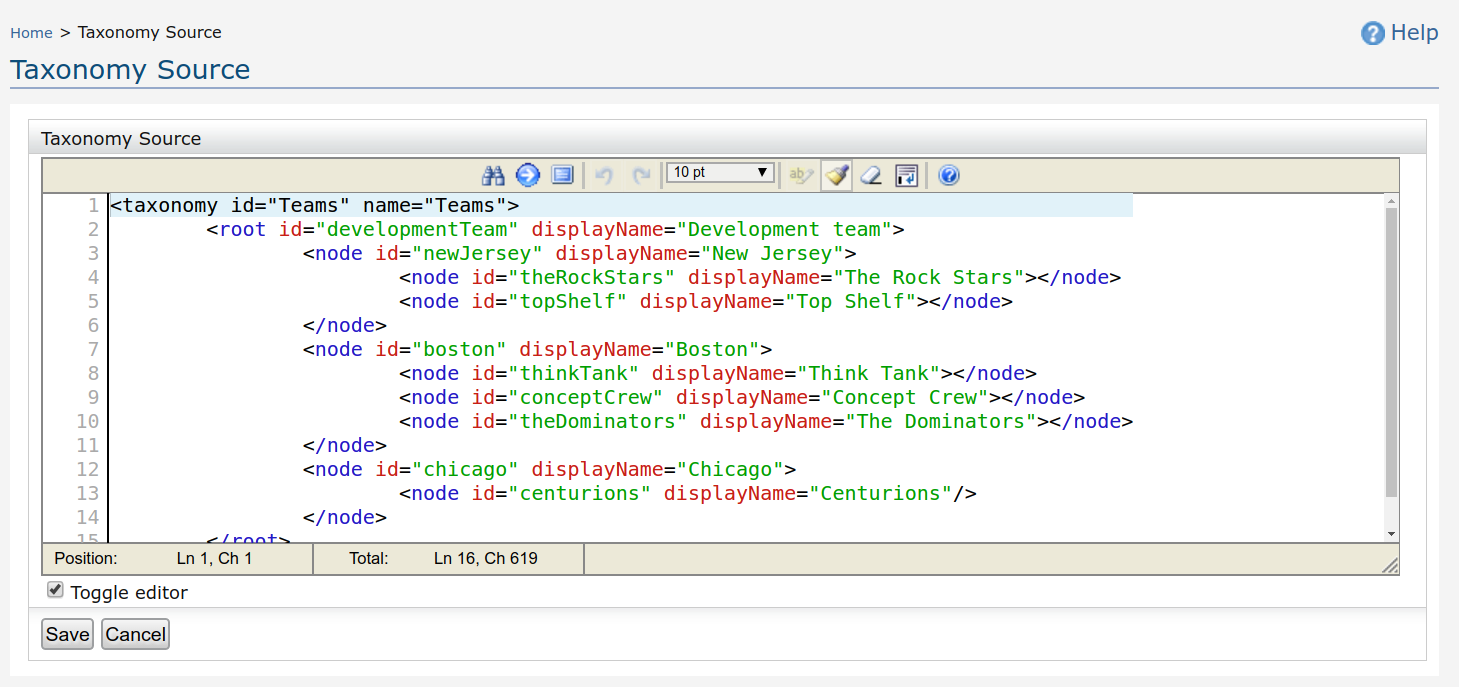 Home > Taxonomy Source
Help
Taxonomy Source
Taxonomy Source
10 pt
1 <taxonomy id="Teams" name="Teams">
2 <root id="developmentTeam" displayName="Development team">
3 <node id="newJersey" displayName="New Jersey">
4 <node id="theRockStars" displayName="The Rock Stars"></node>
5 <node id="topShelf" displayName="Top Shelf"></node>
6 </node>
7 <node id="boston" displayName="Boston">
8 <node id="thinkTank" displayName="Think Tank"></node>
9 <node id="conceptCrew" displayName="Concept Crew"></node>
10 <node id="theDominators" displayName="The Dominators"></node>
11 </node>
12 <node id="chicago" displayName="Chicago">
13 <node id="centurions" displayName="Centurions"/>
14 </node>
15 </root>
Position: Ln 1, Ch 1 Total: Ln 16, Ch 619
Toggle editor
Save Cancel